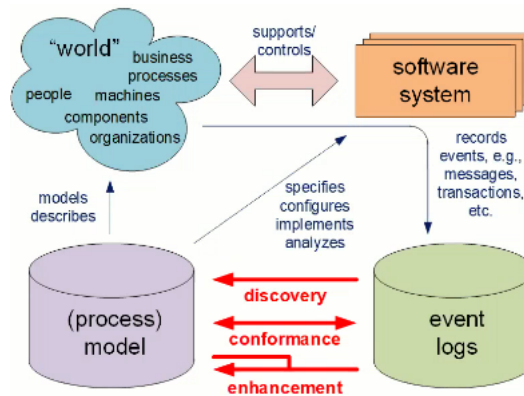 “world”
business
processes
people
machines
components
organizations
supports/
controls
software
system
models
describes
specifies
configures
implements
analyzes
records
events, e.g.,
messages,
transactions,
etc.
(process)
model
discovery
conformance
enhancement
event
logs